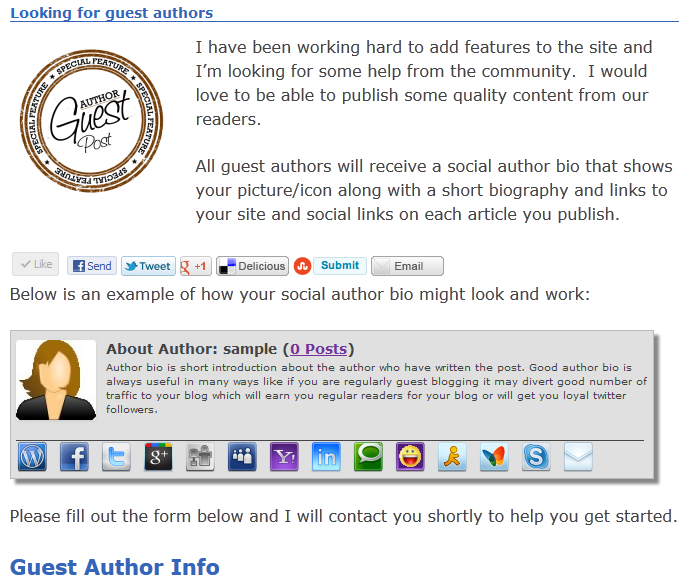 Looking for guest authors
SPECIAL FEATURE ★ SPECIAL FEATURE ★ SPECIAL FEATURE ★ SPECIAL FEATURE ★
AUTHOR
Guest
Post
I have been working hard to add features to the site and
I’m looking for some help from the community.  I would
love to be able to publish some quality content from our
readers.
All guest authors will receive a social author bio that shows
your picture/icon along with a short biography and links to
your site and social links on each article you publish.
Like Send Tweet +1 Delicious Submit Email
Below is an example of how your social author bio might look and work:
About Author: sample (0 Posts)
Author bio is short introduction about the author who have written the post. Good author bio is
always useful in many ways like if you are regularly guest blogging it may divert good number of
traffic to your blog which will earn you regular readers for your blog or will get you loyal twitter
followers.
Please fill out the form below and I will contact you shortly to help you get started.
Guest Author Info